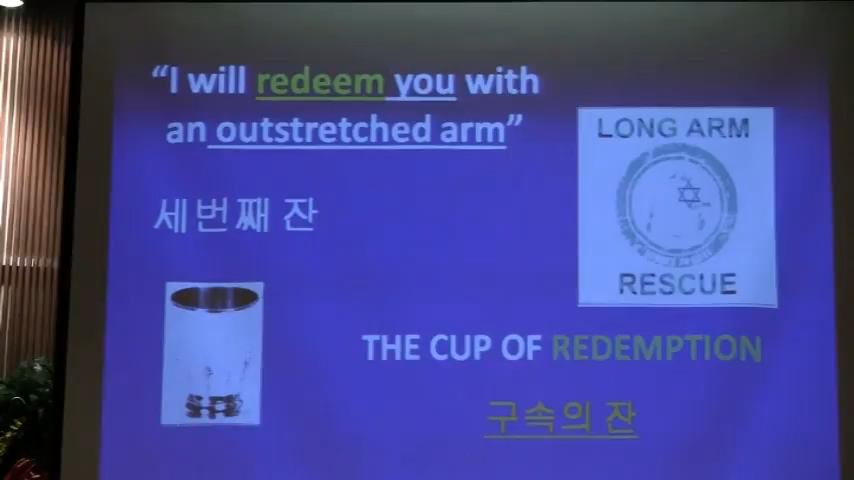 “I will redeem you with
an outstretched arm”
LONG ARM
RESCUE
세번째 잔
THE CUP OF REDEMPTION
구속의 잔